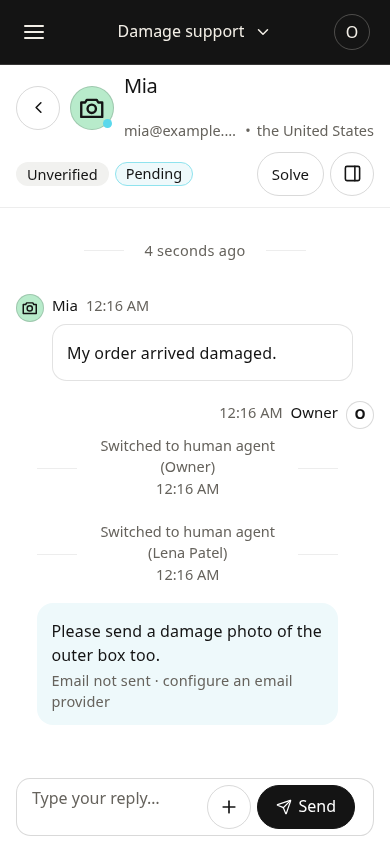 Damage support
O
Mia
mia@example.... • the United States
Unverified
Pending
Solve
4 seconds ago
Mia 12:16 AM
My order arrived damaged.
12:16 AM Owner O
Switched to human agent
(Owner)
12:16 AM
Switched to human agent
(Lena Patel)
12:16 AM
Please send a damage photo of the
outer box too.
Email not sent · configure an email
provider
Type your reply...
Send